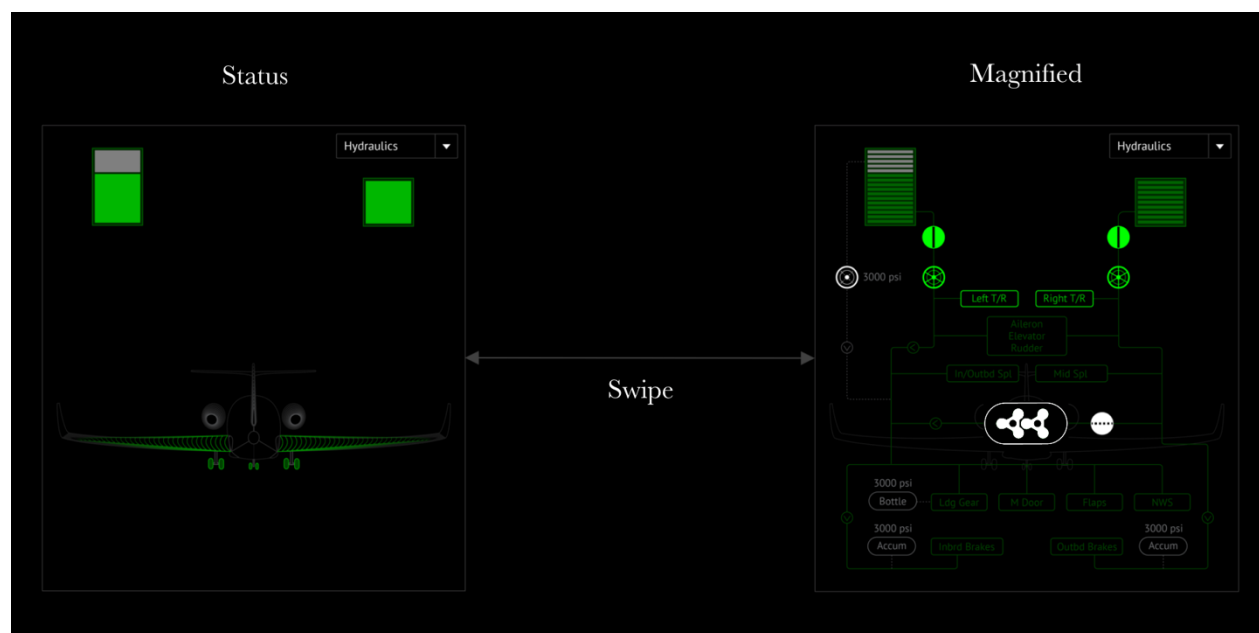 Status
Magnified
Hydraulics
Swipe
Hydraulics
3000 psi
Left T/R
Right T/R
Aileron
Elevator
Rudder
In/Outbd Spl
Mid Spl
3000 psi
Bottle
Ldg Gear
M Door
Flaps
NWS
3000 psi
3000 psi
Accum
Inbrd Brakes
Outbd Brakes
Accum